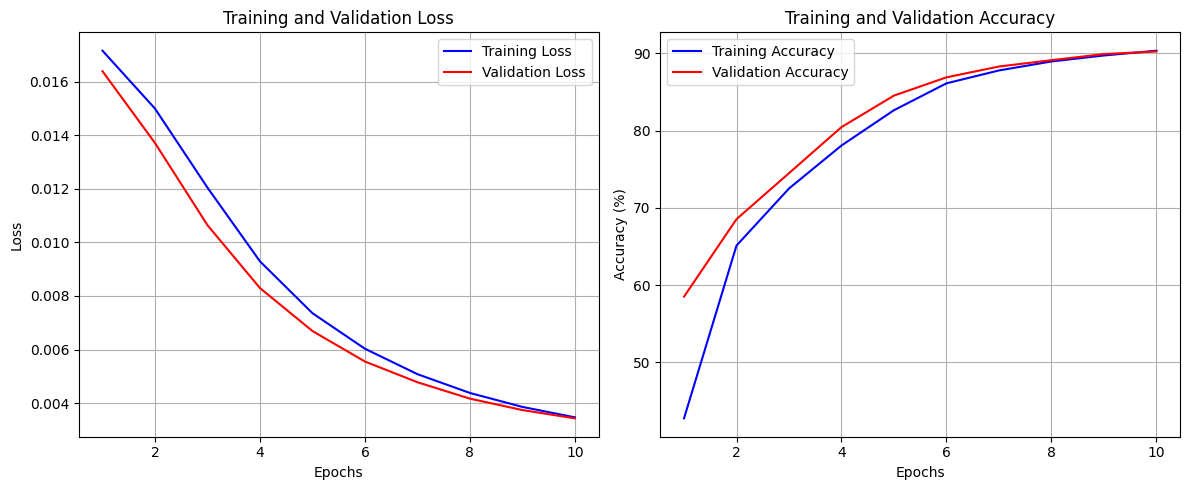 Training and Validation Loss
Training Loss
Validation Loss
0.016
0.014
0.012
0.010
0.008
0.006
0.004
Loss
2 4 6 8 10
Epochs
Training and Validation Accuracy
Training Accuracy
Validation Accuracy
90
80
70
60
50
Accuracy (%)
2 4 6 8 10
Epochs